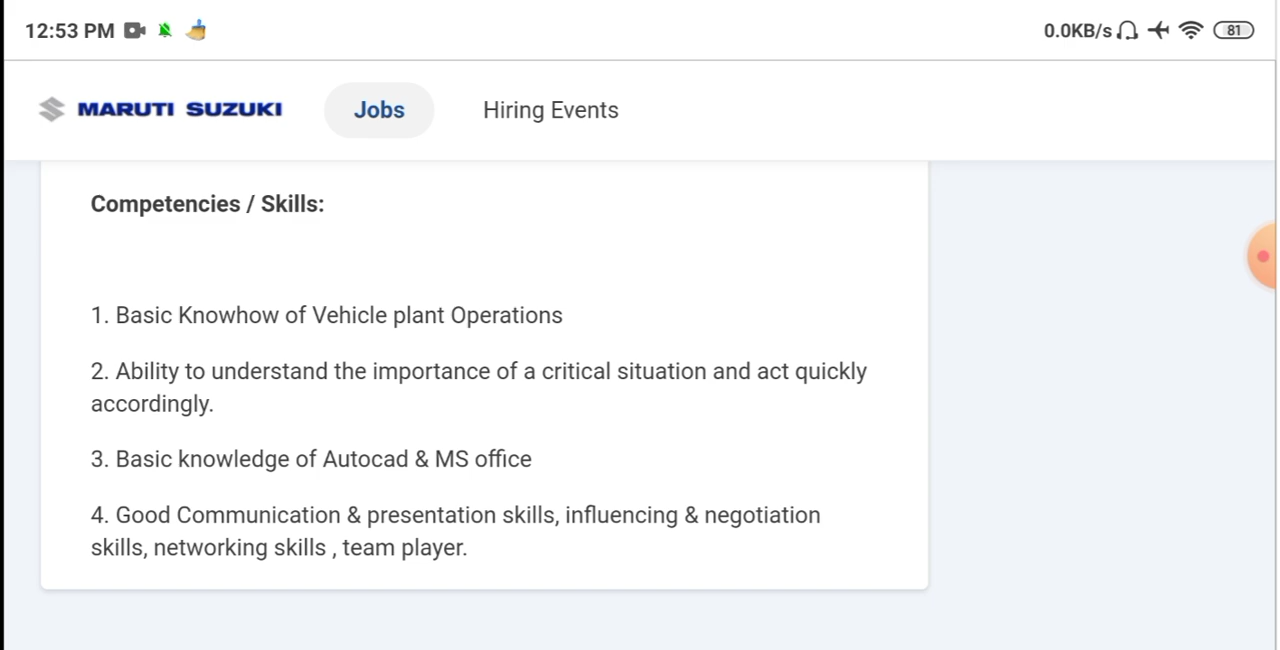 12:53 PM
0.0KB/s
81
MARUTI SUZUKI
Jobs
Hiring Events
Competencies / Skills:
1. Basic Knowhow of Vehicle plant Operations
2. Ability to understand the importance of a critical situation and act quickly
accordingly.
3. Basic knowledge of Autocad & MS office
4. Good Communication & presentation skills, influencing & negotiation
skills, networking skills , team player.